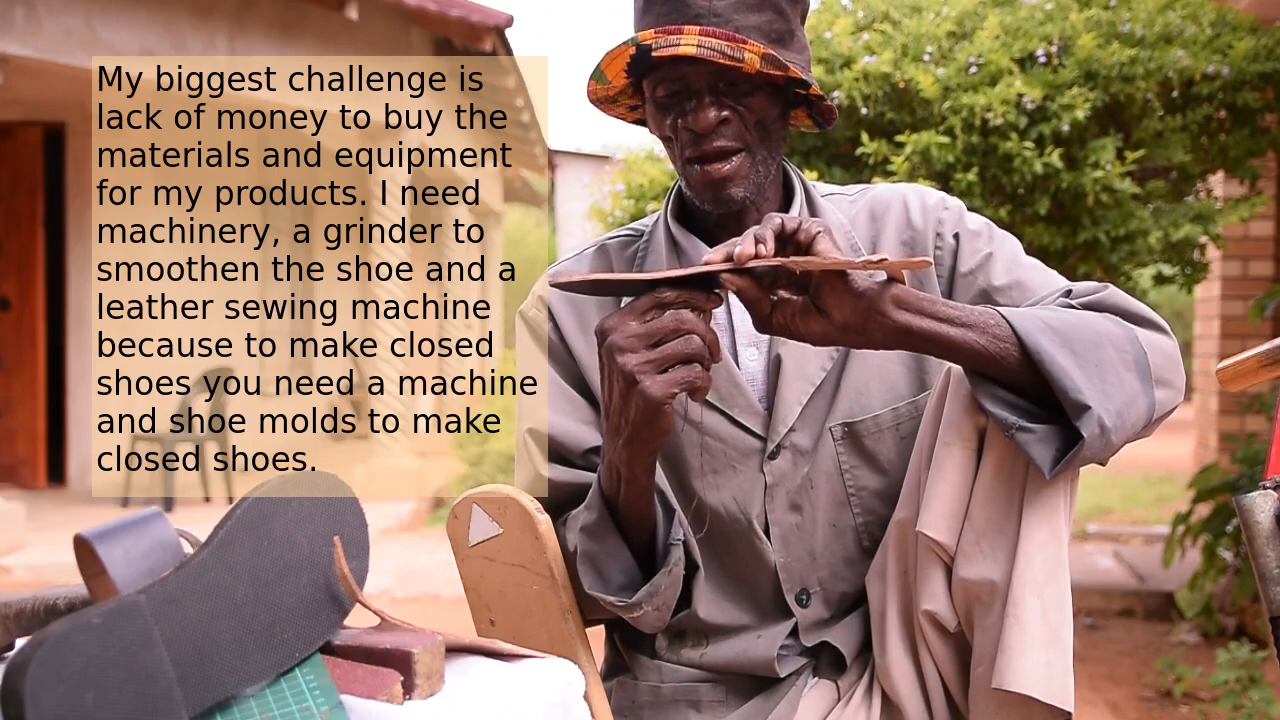 My biggest challenge is
lack of money to buy the
materials and equipment
for my products. I need
machinery, a grinder to
smoothen the shoe and a
leather sewing machine
because to make closed
shoes you need a machine
and shoe molds to make
closed shoes.